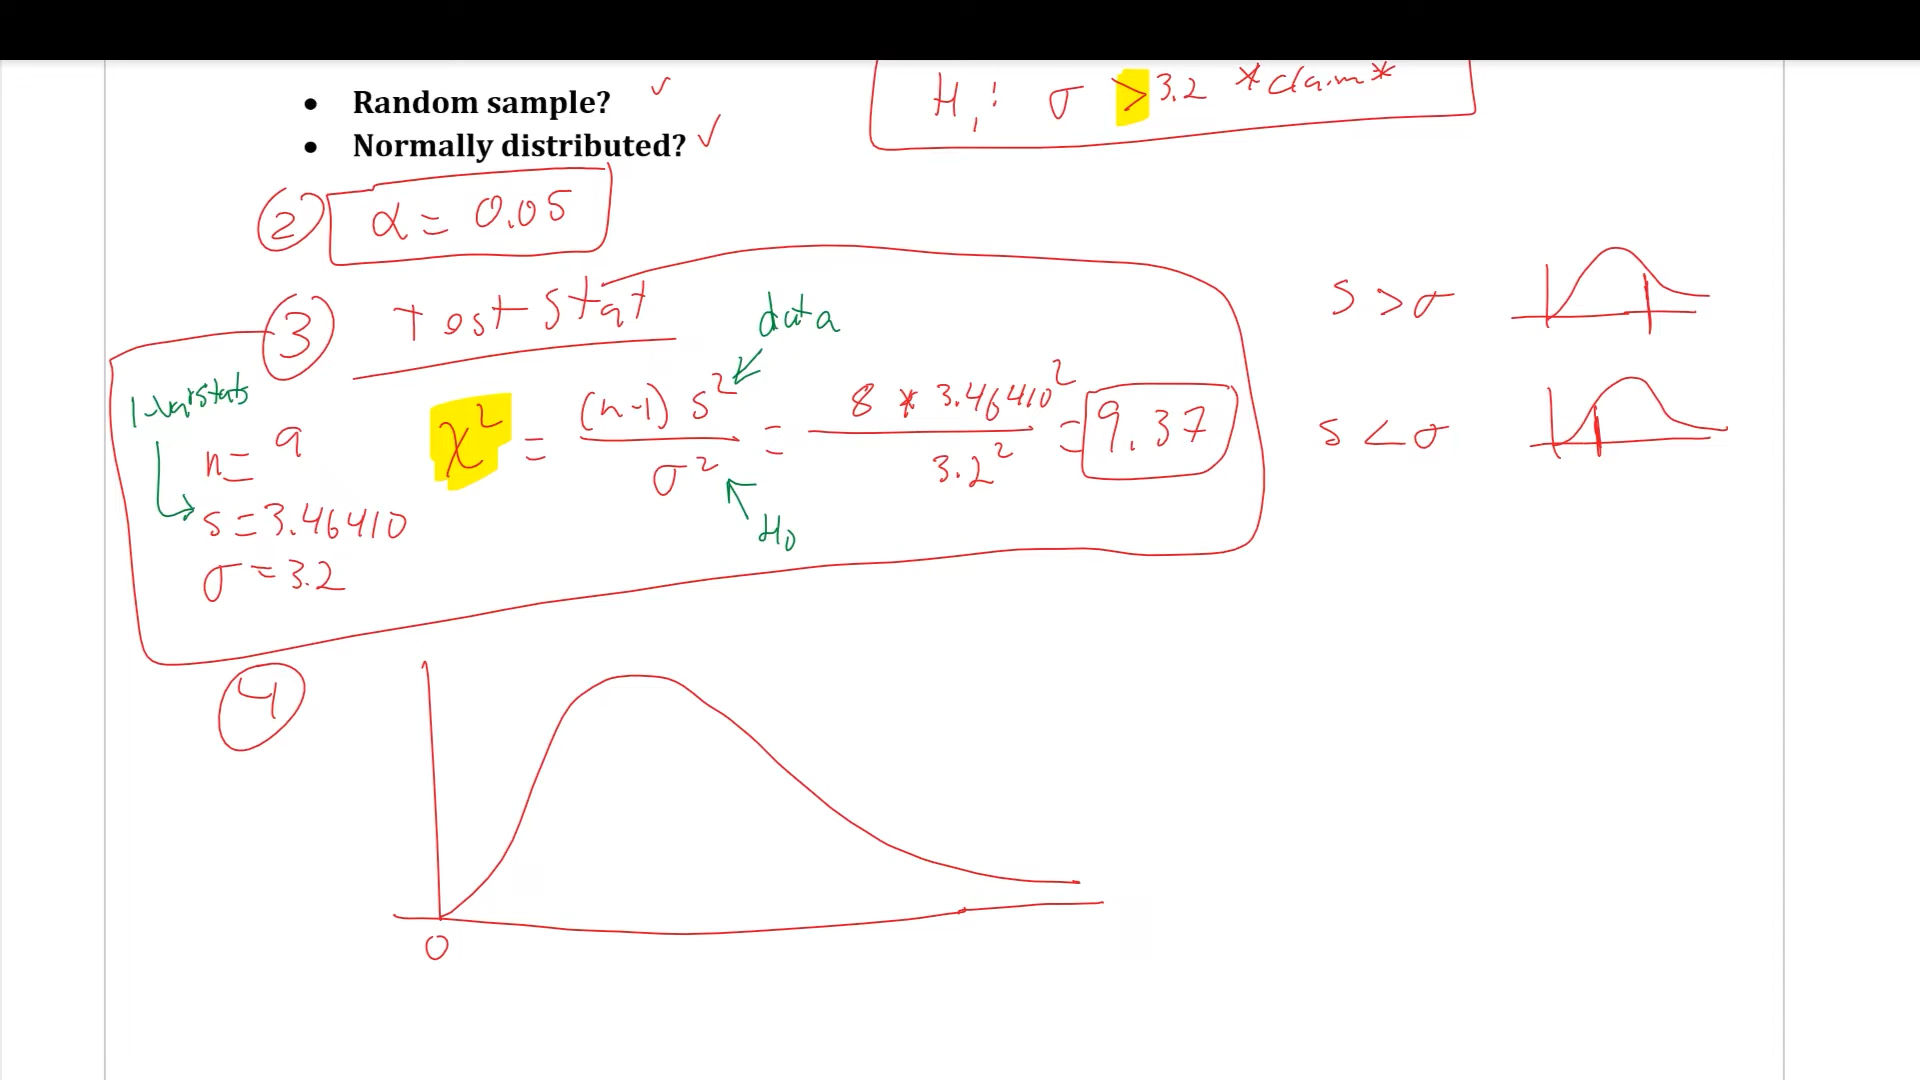 • Random sample? ✓
H₁: σ > 3.2 *claim*
• Normally distributed? ✓
② α = 0.05
③ Test Stat
data
1-VarStats
n = 9
s = 3.46410
σ = 3.2
χ² = (n-1) s² / σ² = 8 * 3.46410² / 3.2² = 9.37
H₀
s > σ
s < σ
④
0